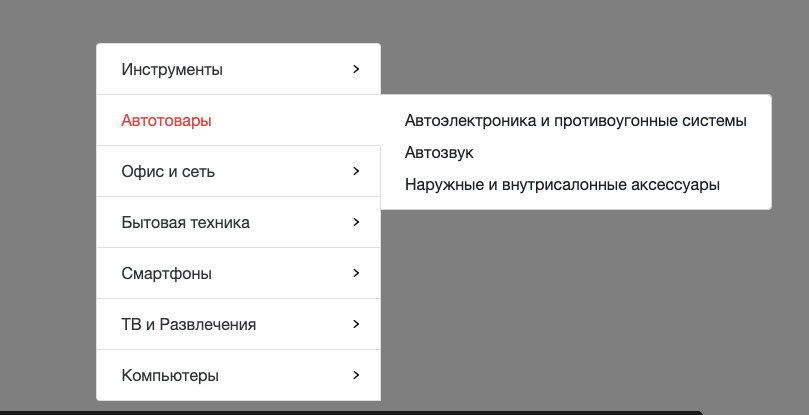 Инструменты
Автотовары
Автоэлектроника и противоугонные системы
Автозвук
Наружные и внутрисалонные аксессуары
Офис и сеть
Бытовая техника
Смартфоны
ТВ и Развлечения
Компьютеры